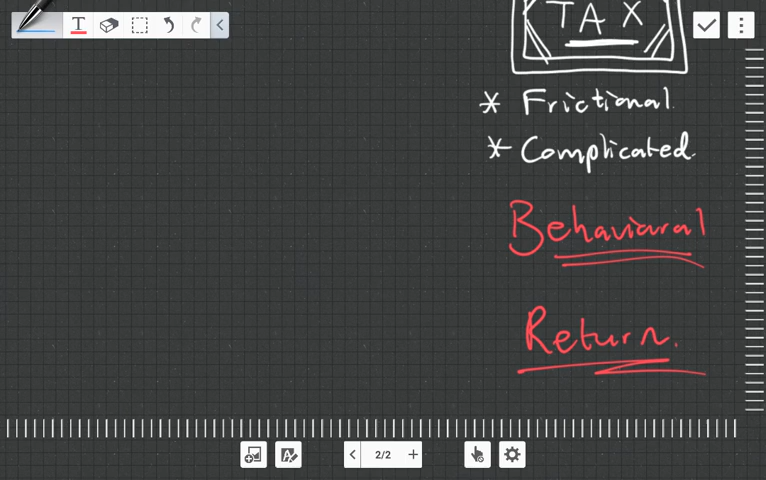 T
TAX
* Frictional.
* Complicated.
Behavioral
Return.
2/2